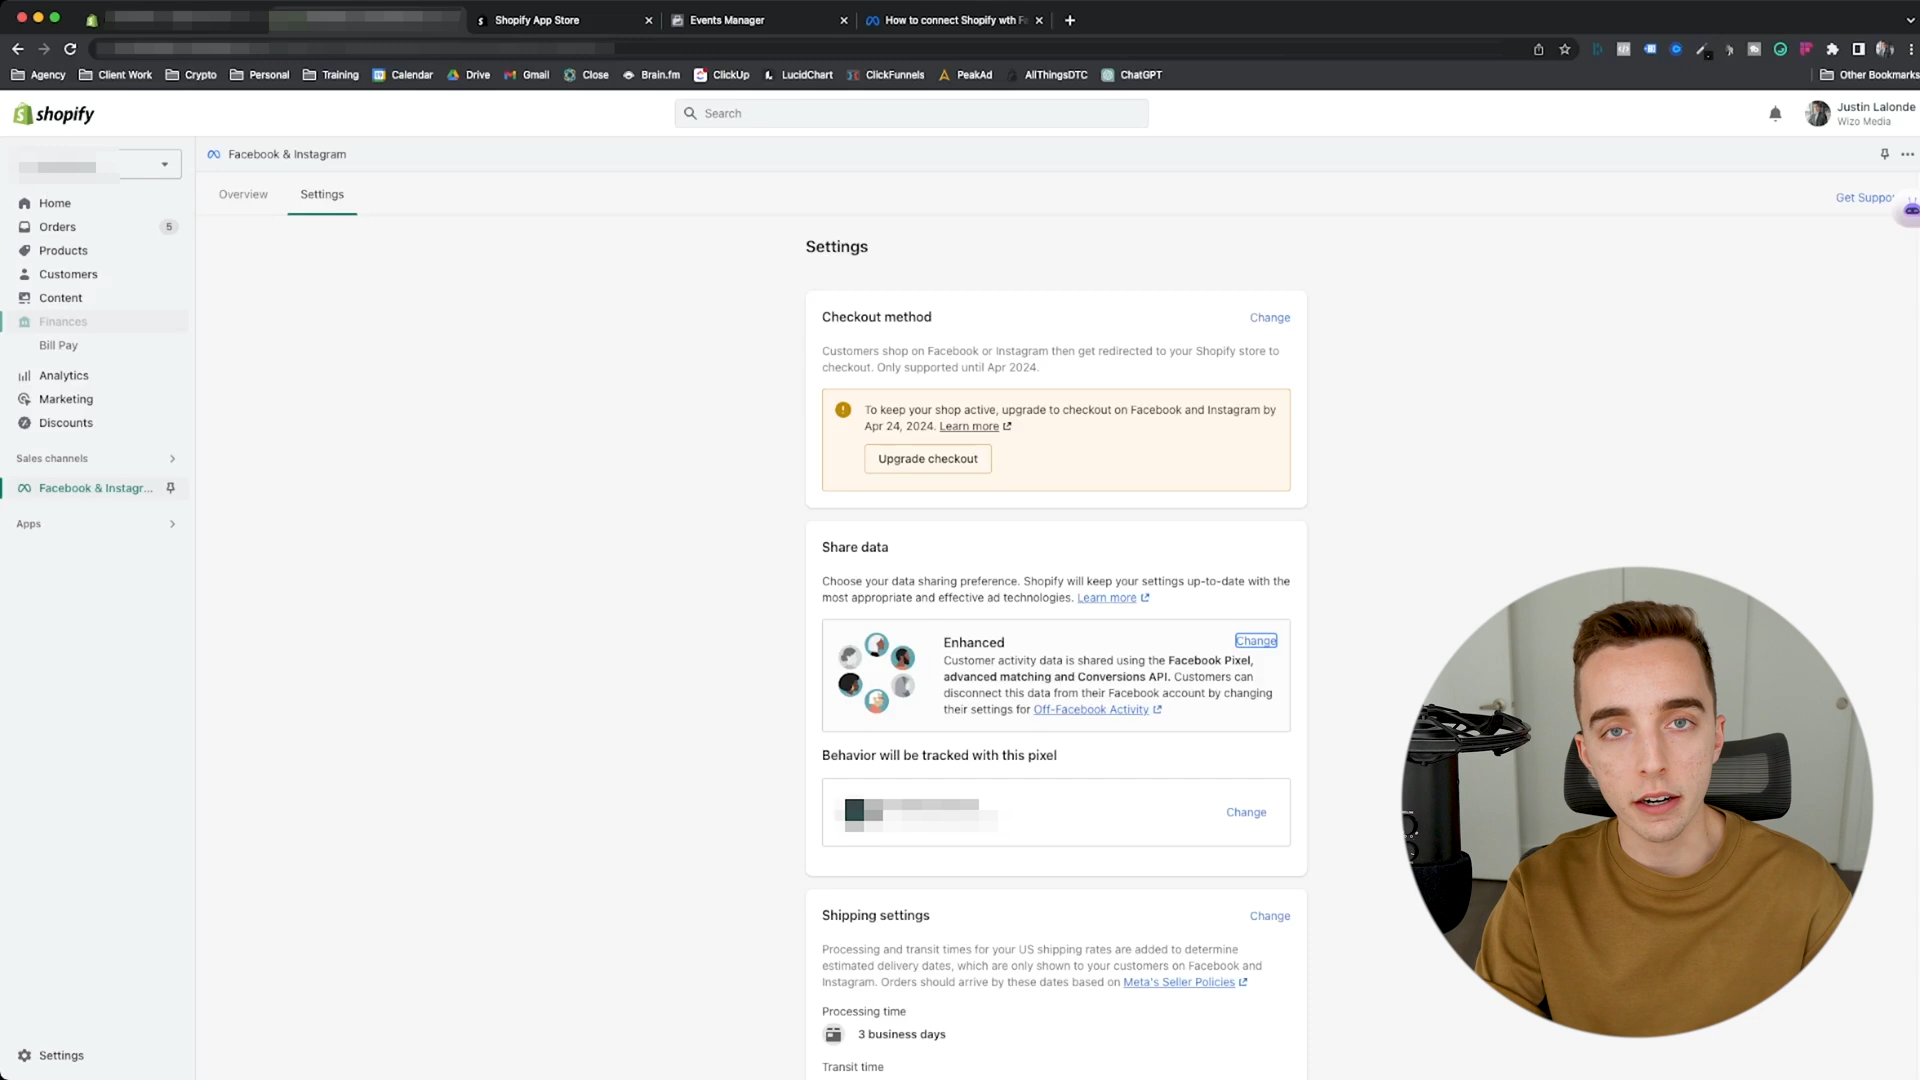 Shopify App Store
Events Manager
How to connect Shopify wth F
Agency
Client Work
Crypto
Personal
Training
Calendar
Drive
Gmail
Close
Brain.fm
ClickUp
LucidChart
ClickFunnels
PeakAd
AllThingsDTC
ChatGPT
Other Bookmarks
shopify
Search
Justin Lalonde
Wizo Media
Facebook & Instagram
Overview
Settings
Get Suppo
Home
Orders
5
Products
Customers
Content
Finances
Bill Pay
Analytics
Marketing
Discounts
Sales channels
Facebook & Instagr...
Apps
Settings
Settings
Checkout method
Change
Customers shop on Facebook or Instagram then get redirected to your Shopify store to
checkout. Only supported until Apr 2024.
To keep your shop active, upgrade to checkout on Facebook and Instagram by
Apr 24, 2024. Learn more
Upgrade checkout
Share data
Choose your data sharing preference. Shopify will keep your settings up-to-date with the
most appropriate and effective ad technologies. Learn more
Enhanced
Change
Customer activity data is shared using the Facebook Pixel,
advanced matching and Conversions API. Customers can
disconnect this data from their Facebook account by changing
their settings for Off-Facebook Activity
Behavior will be tracked with this pixel
Change
Shipping settings
Change
Processing and transit times for your US shipping rates are added to determine
estimated delivery dates, which are only shown to your customers on Facebook and
Instagram. Orders should arrive by these dates based on Meta's Seller Policies
Processing time
3 business days
Transit time